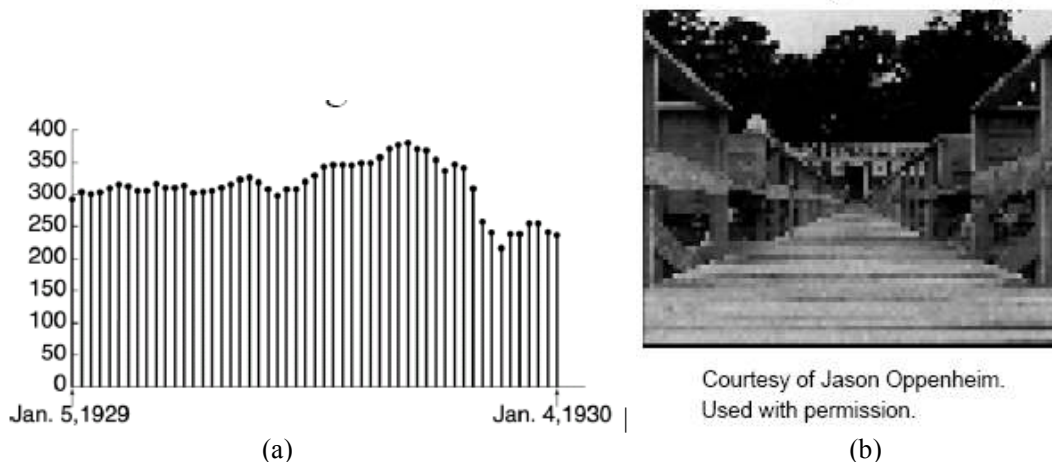 400
350
300
250
200
150
100
50
0
Jan. 5,1929
Jan. 4,1930
(a)
Courtesy of Jason Oppenheim.
Used with permission.
(b)